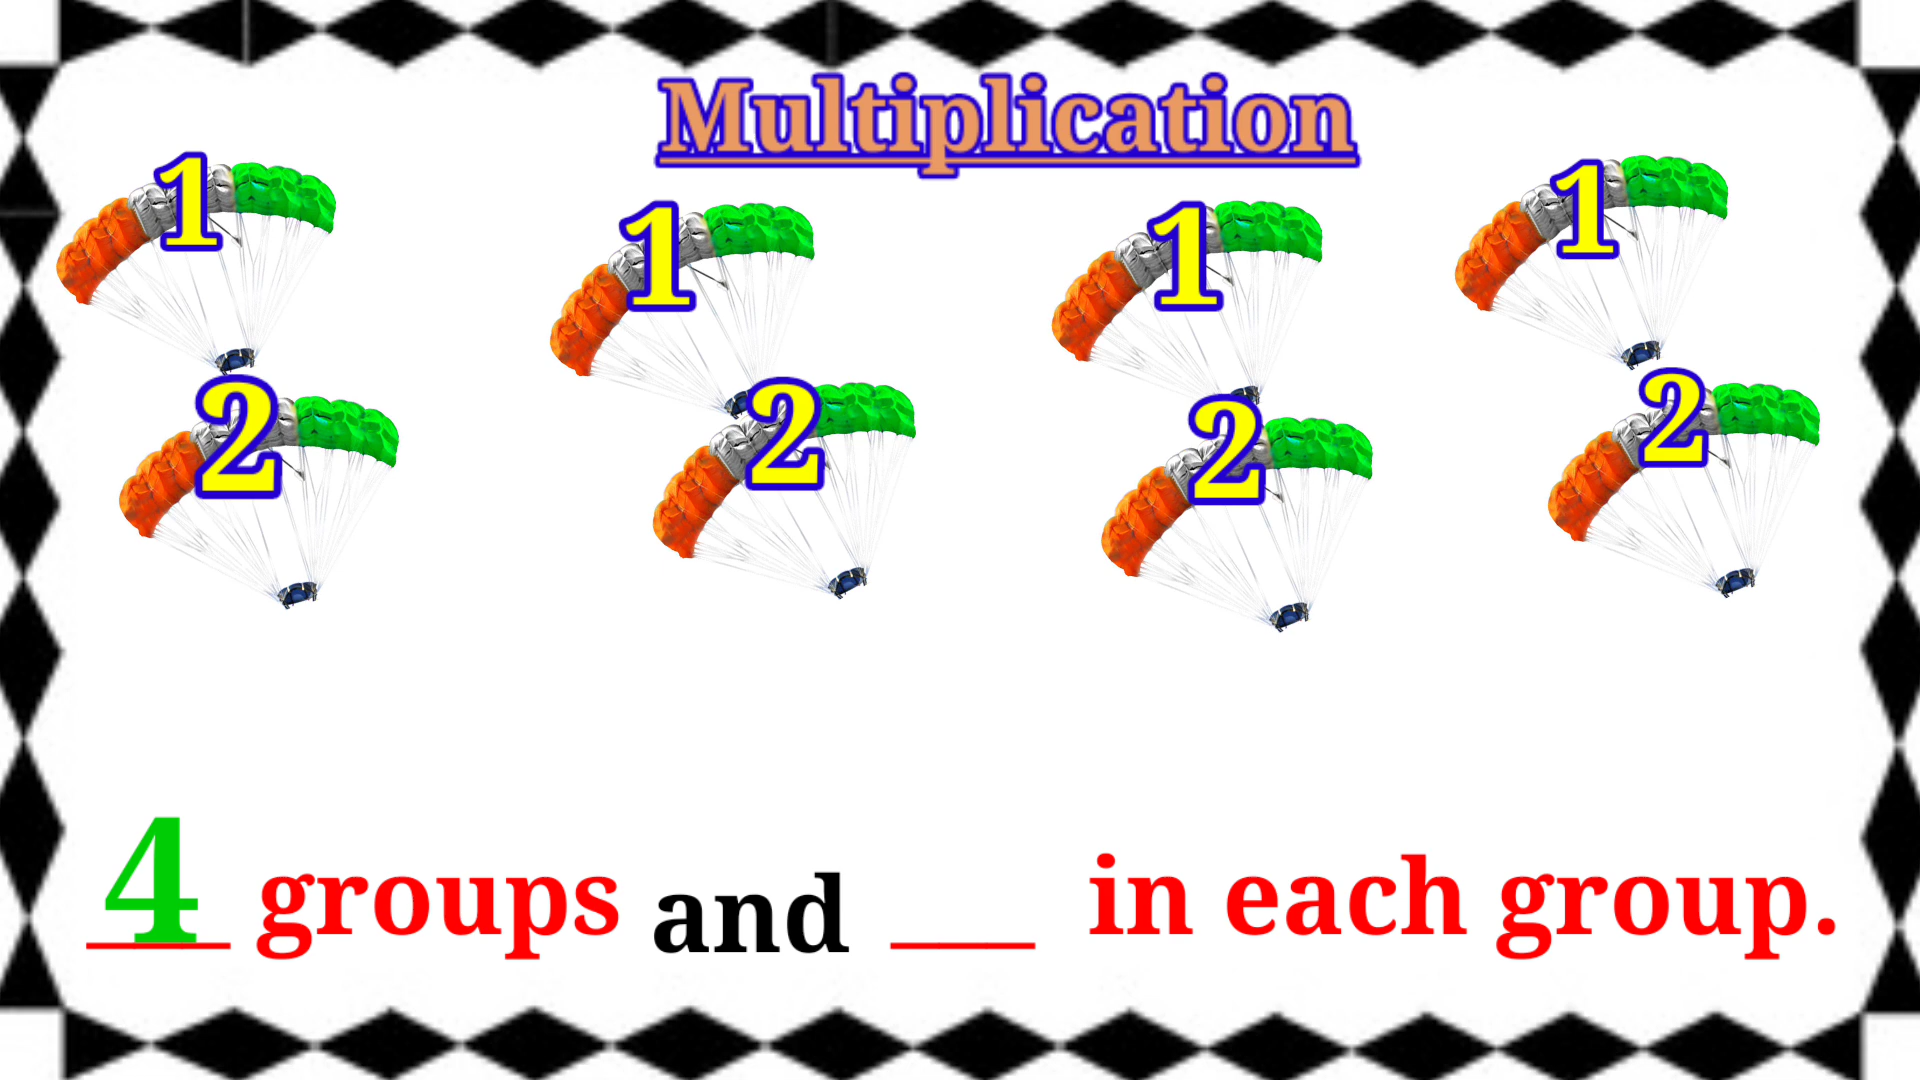 Multiplication
1 1 1 1
2 2 2 2
4 groups and ___ in each group.